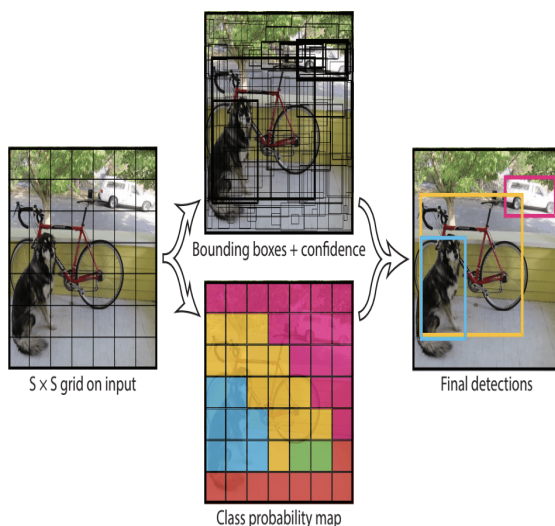 S × S grid on input
Bounding boxes + confidence
Class probability map
Final detections